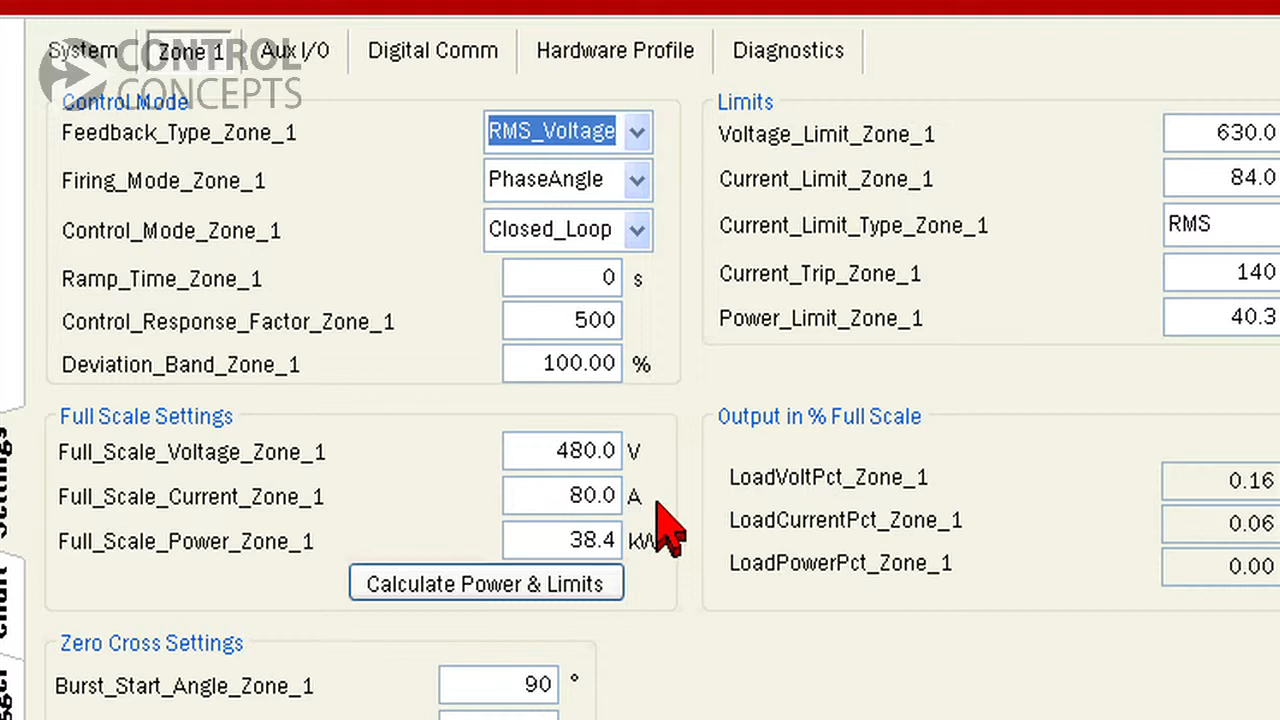 System Zone 1 Aux I/O Digital Comm Hardware Profile Diagnostics
CONTROL
CONCEPTS
Control Mode
Feedback_Type_Zone_1 RMS_Voltage
Firing_Mode_Zone_1 PhaseAngle
Control_Mode_Zone_1 Closed_Loop
Ramp_Time_Zone_1 0 s
Control_Response_Factor_Zone_1 500
Deviation_Band_Zone_1 100.00 %
Limits
Voltage_Limit_Zone_1 630.0
Current_Limit_Zone_1 84.0
Current_Limit_Type_Zone_1 RMS
Current_Trip_Zone_1 140
Power_Limit_Zone_1 40.3
Full Scale Settings
Full_Scale_Voltage_Zone_1 480.0 V
Full_Scale_Current_Zone_1 80.0 A
Full_Scale_Power_Zone_1 38.4 kW
Calculate Power & Limits
Output in % Full Scale
LoadVoltPct_Zone_1 0.16
LoadCurrentPct_Zone_1 0.06
LoadPowerPct_Zone_1 0.00
Zero Cross Settings
Burst_Start_Angle_Zone_1 90 °
Settings
Chart